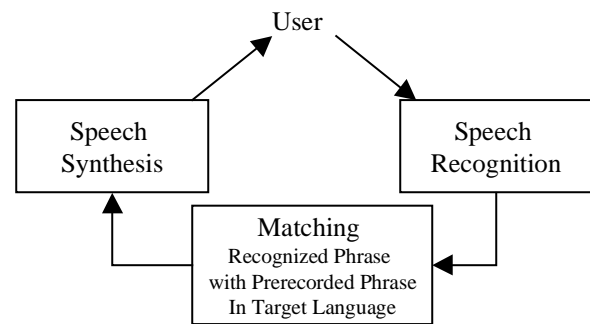 User
Speech
Synthesis
Speech
Recognition
Matching
Recognized Phrase
with Prerecorded Phrase
In Target Language